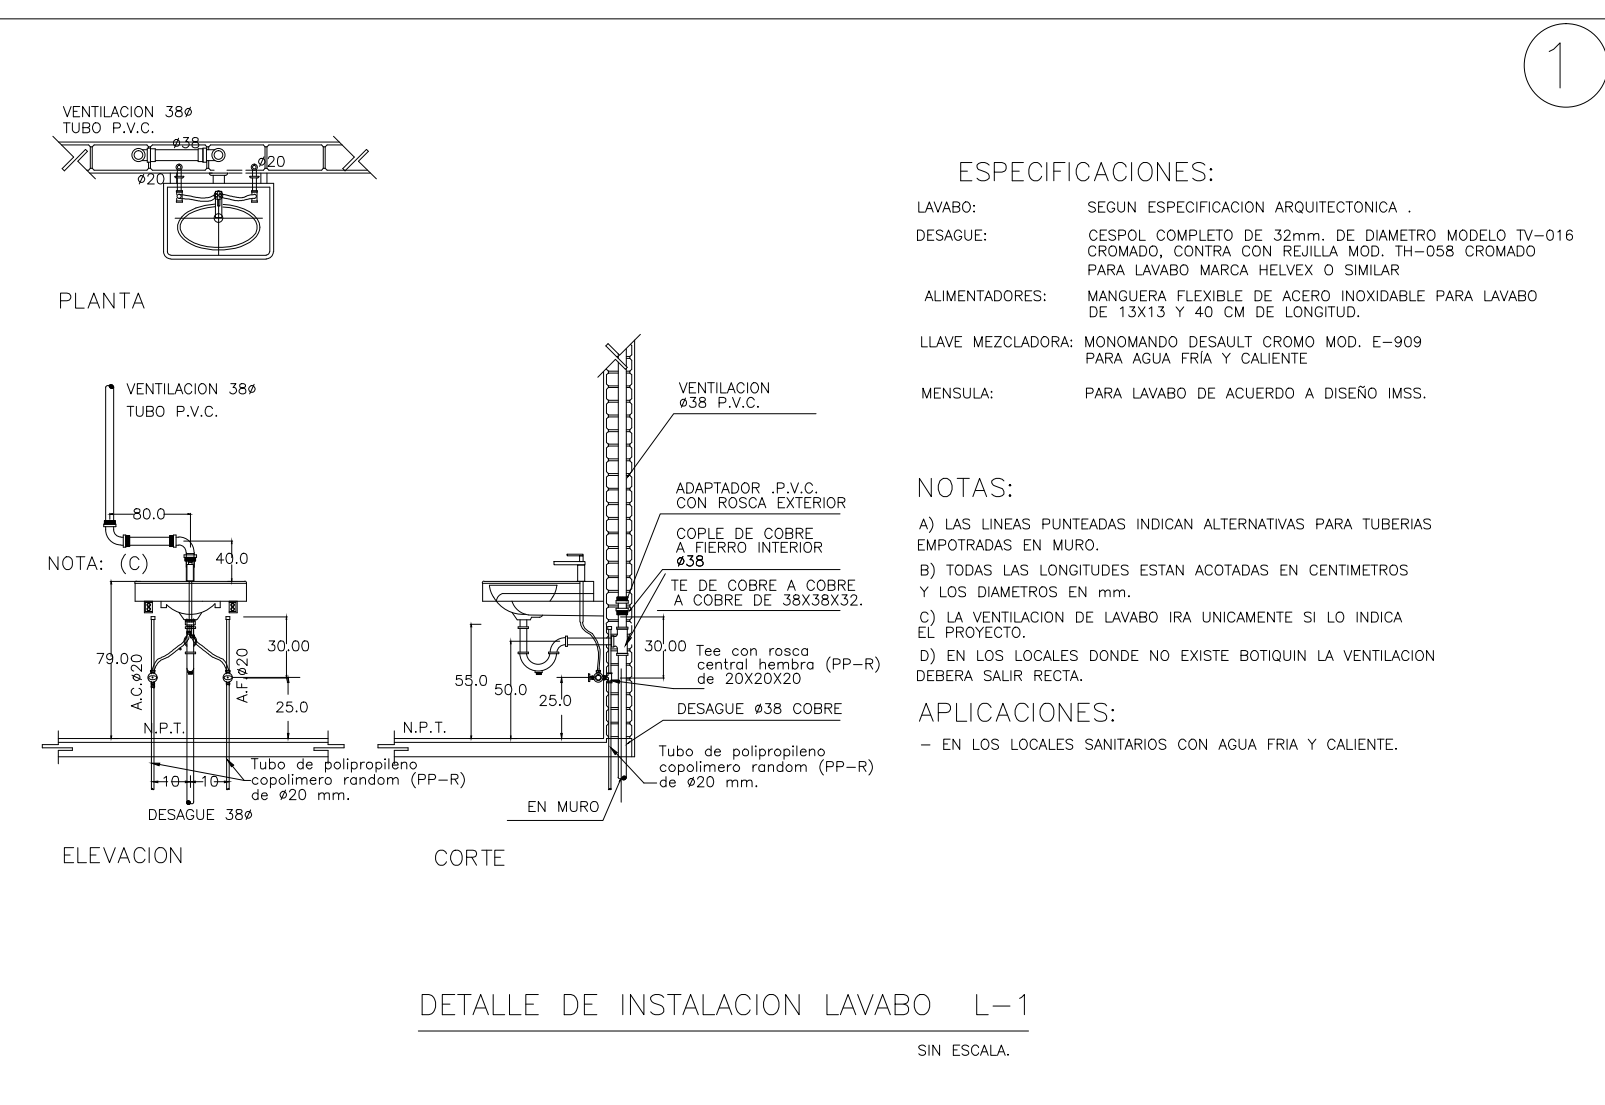 1
VENTILACION 38ø
TUBO P.V.C.
ø38
ø20
ø20
PLANTA
VENTILACION 38ø
TUBO P.V.C.
80.0
40.0
NOTA: (C)
79.00
A.C.ø20
A.F.ø20
30.00
25.0
N.P.T.
Tubo de polipropileno
copolimero random (PP-R)
de ø20 mm.
10
10
DESAGUE 38ø
ELEVACION
VENTILACION
ø38 P.V.C.
ADAPTADOR .P.V.C.
CON ROSCA EXTERIOR
COPLE DE COBRE
A FIERRO INTERIOR
ø38
TE DE COBRE A COBRE
A COBRE DE 38X38X32.
30.00
Tee con rosca
central hembra (PP-R)
de 20X20X20
55.0
50.0
25.0
DESAGUE ø38 COBRE
N.P.T.
Tubo de polipropileno
copolimero random (PP-R)
de ø20 mm.
EN MURO
CORTE
ESPECIFICACIONES:
LAVABO: SEGUN ESPECIFICACION ARQUITECTONICA .
DESAGUE: CESPOL COMPLETO DE 32mm. DE DIAMETRO MODELO TV-016
CROMADO, CONTRA CON REJILLA MOD. TH-058 CROMADO
PARA LAVABO MARCA HELVEX O SIMILAR
ALIMENTADORES: MANGUERA FLEXIBLE DE ACERO INOXIDABLE PARA LAVABO
DE 13X13 Y 40 CM DE LONGITUD.
LLAVE MEZCLADORA: MONOMANDO DESAULT CROMO MOD. E-909
PARA AGUA FRÍA Y CALIENTE
MENSULA: PARA LAVABO DE ACUERDO A DISEÑO IMSS.
NOTAS:
A) LAS LINEAS PUNTEADAS INDICAN ALTERNATIVAS PARA TUBERIAS
EMPOTRADAS EN MURO.
B) TODAS LAS LONGITUDES ESTAN ACOTADAS EN CENTIMETROS
Y LOS DIAMETROS EN mm.
C) LA VENTILACION DE LAVABO IRA UNICAMENTE SI LO INDICA
EL PROYECTO.
D) EN LOS LOCALES DONDE NO EXISTE BOTIQUIN LA VENTILACION
DEBERA SALIR RECTA.
APLICACIONES:
- EN LOS LOCALES SANITARIOS CON AGUA FRIA Y CALIENTE.
DETALLE DE INSTALACION LAVABO L-1
SIN ESCALA.